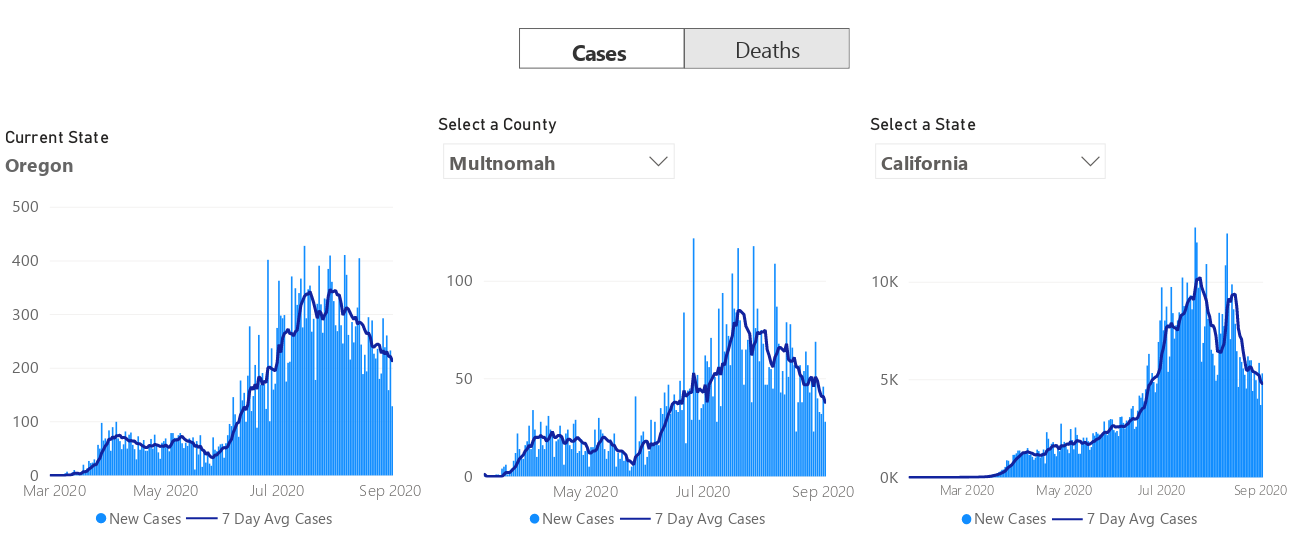 Cases Deaths
Current State
Oregon
500
400
300
200
100
0
Mar 2020 May 2020 Jul 2020 Sep 2020
New Cases 7 Day Avg Cases
Select a County
Multnomah
100
50
0
May 2020 Jul 2020 Sep 2020
New Cases 7 Day Avg Cases
Select a State
California
10K
5K
0K
Mar 2020 May 2020 Jul 2020 Sep 2020
New Cases 7 Day Avg Cases